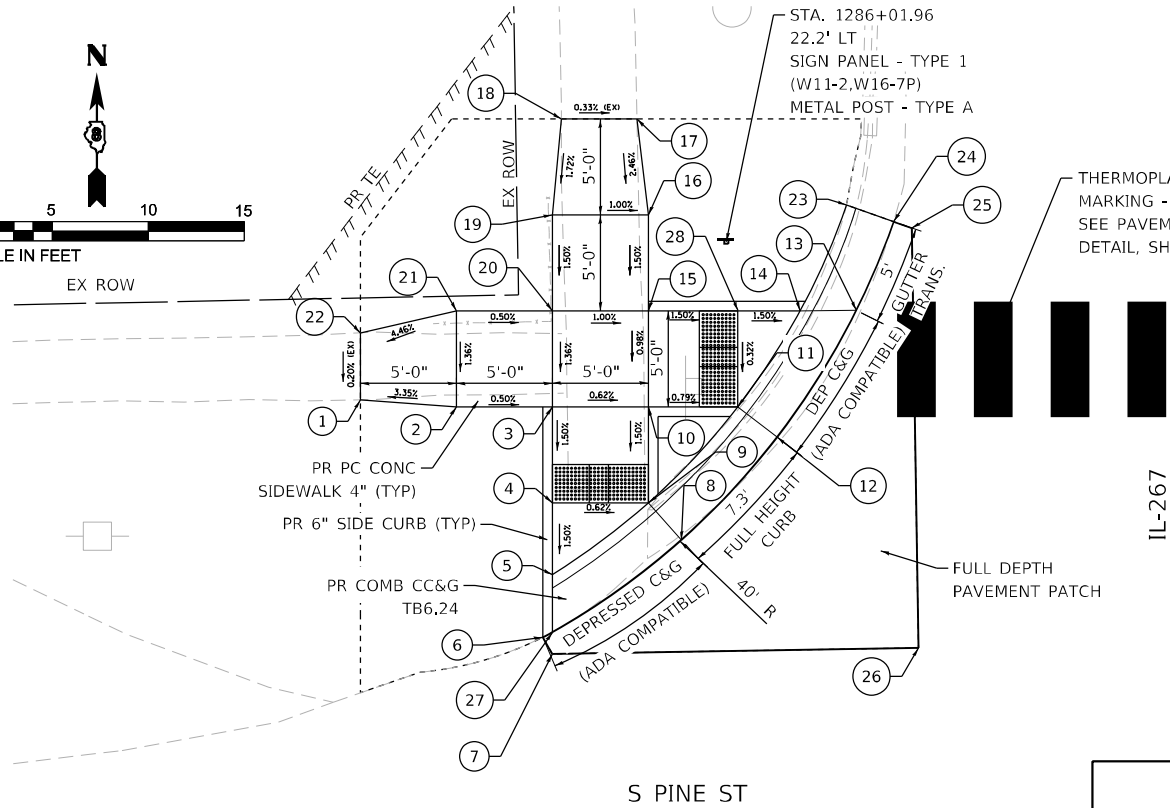 STA. 1286+01.96
22.2' LT
SIGN PANEL - TYPE 1
(W11-2,W16-7P)
METAL POST - TYPE A
N
8
5 10 15
LE IN FEET
EX ROW
PR TE
EX ROW
18
0.33% (EX)
17
24
THERMOPLA
MARKING -
SEE PAVEM
DETAIL, SH
1.72%
5'-0"
2.46%
16
23
25
19
1.00%
28
13
1.50%
5'-0"
1.50%
20
15
14
5'
GUTTER
TRANS.
21
22
4.46%
0.50%
1.00%
1.50%
1.50%
0.20% (EX)
1.36%
1.36%
0.98%
5'-0"
0.32%
11
5'-0"
5'-0"
5'-0"
DEP C&G
(ADA COMPATIBLE)
3.35%
0.50%
0.62%
0.79%
1
2
3
10
1.50%
1.50%
9
PR PC CONC
SIDEWALK 4" (TYP)
4
8
12
0.62%
7.3'
FULL HEIGHT
CURB
IL-267
PR 6" SIDE CURB (TYP)
1.50%
5
FULL DEPTH
PAVEMENT PATCH
PR COMB CC&G
TB6.24
DEPRESSED C&G
(ADA COMPATIBLE)
40' R
6
27
26
7
S PINE ST